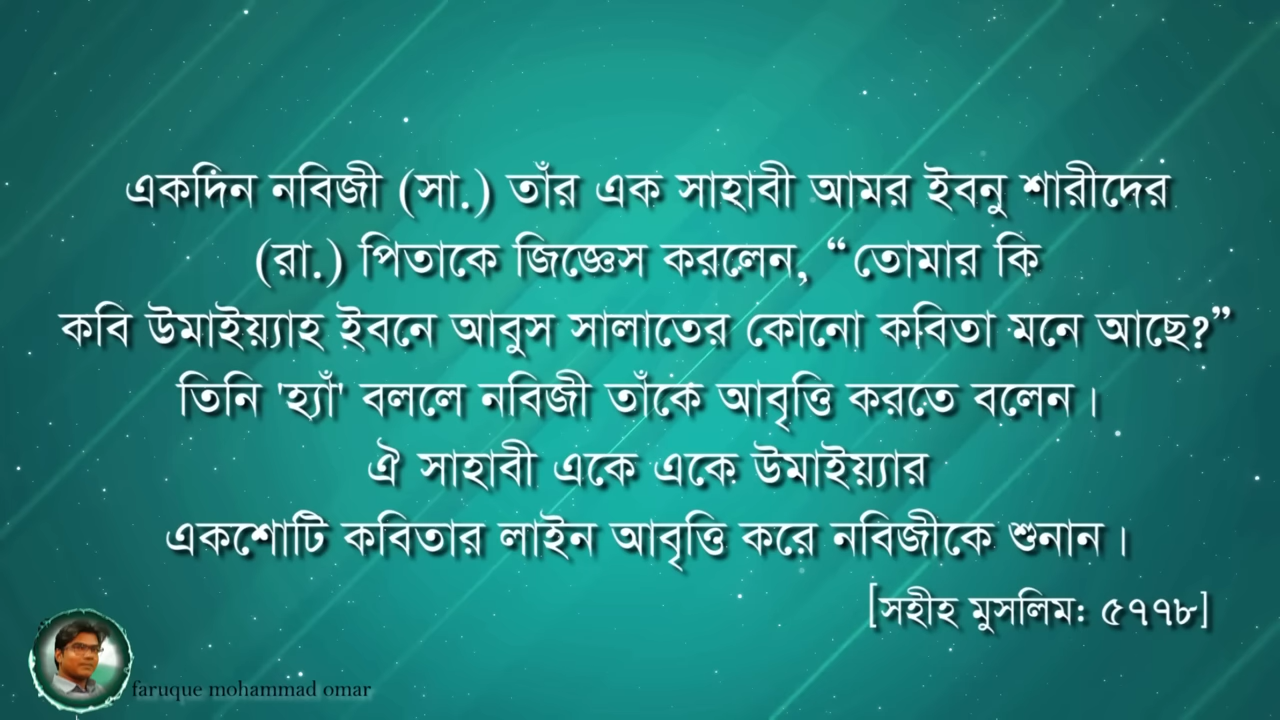 একদিন নবিজী (সা.) তাঁর এক সাহাবী আমর ইবনু শারীদের
(রা.) পিতাকে জিজ্ঞেস করলেন, “তোমার কি
কবি উমাইয়্যাহ ইবনে আবুস সালাতের কোনো কবিতা মনে আছে?”
তিনি 'হ্যাঁ' বললে নবিজী তাঁকে আবৃত্তি করতে বলেন।
ঐ সাহাবী একে একে উমাইয়্যার
একশোটি কবিতার লাইন আবৃত্তি করে নবিজীকে শুনান।
[সহীহ মুসলিম: ৫৭৭৮]
faruque mohammad omar